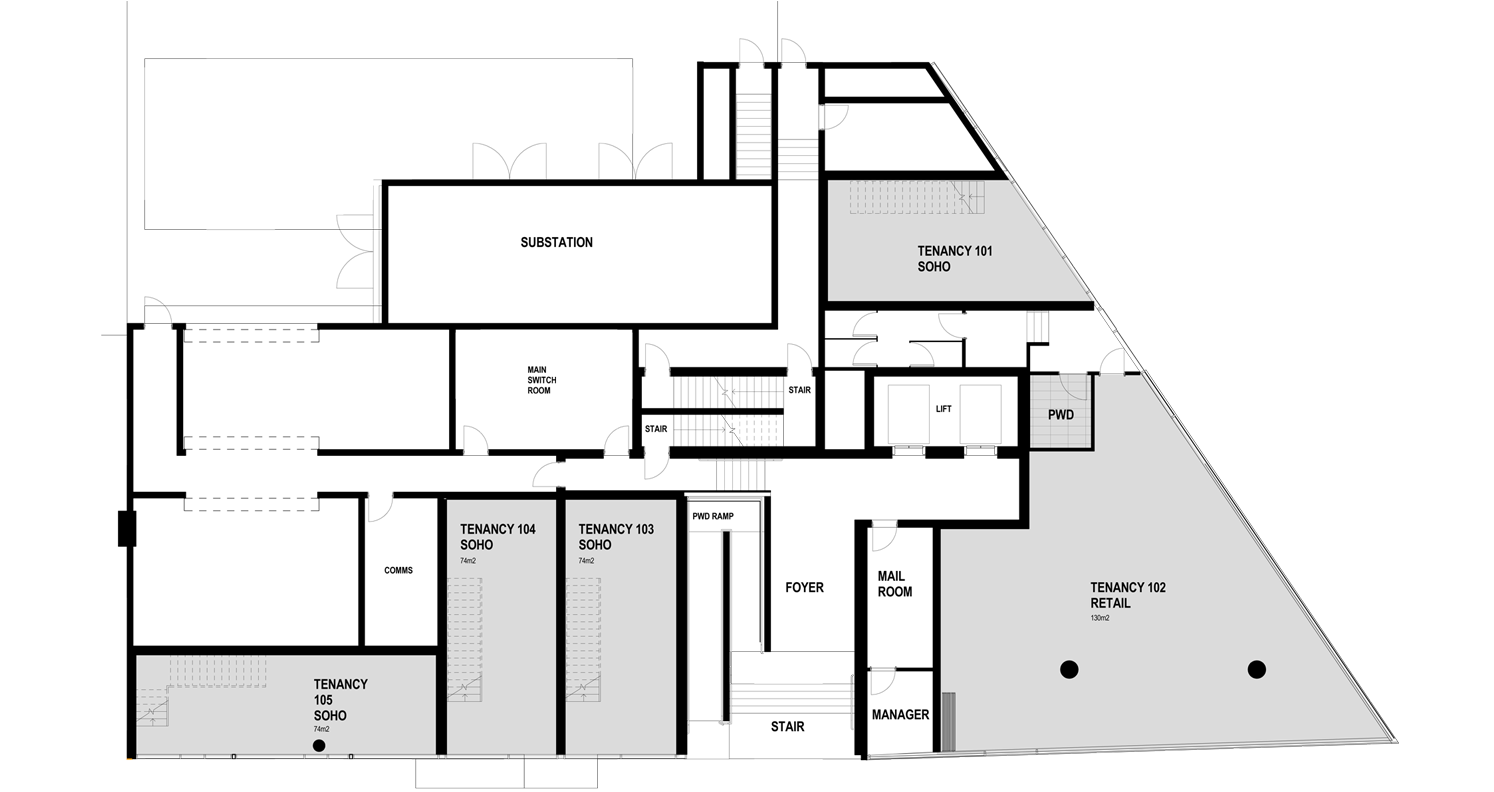 SUBSTATION
TENANCY 101
SOHO
MAIN
SWITCH
ROOM
STAIR
LIFT
PWD
STAIR
TENANCY 104
SOHO
74m2
TENANCY 103
SOHO
74m2
PWD RAMP
COMMS
FOYER
MAIL
ROOM
TENANCY 102
RETAIL
130m2
TENANCY
105
SOHO
74m2
STAIR
MANAGER